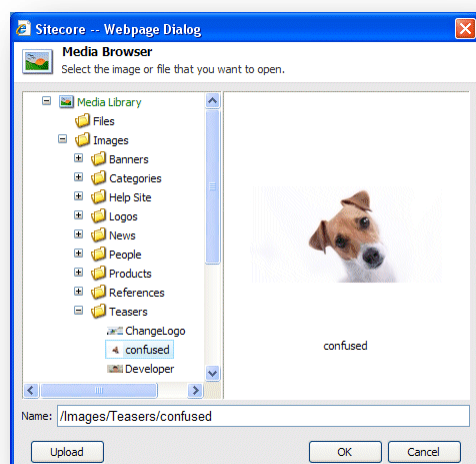 Sitecore -- Webpage Dialog
Media Browser
Select the image or file that you want to open.
Media Library
Files
Images
Banners
Categories
Help Site
Logos
News
People
Products
References
Teasers
ChangeLogo
confused
Developer
confused
Name: /Images/Teasers/confused
Upload OK Cancel